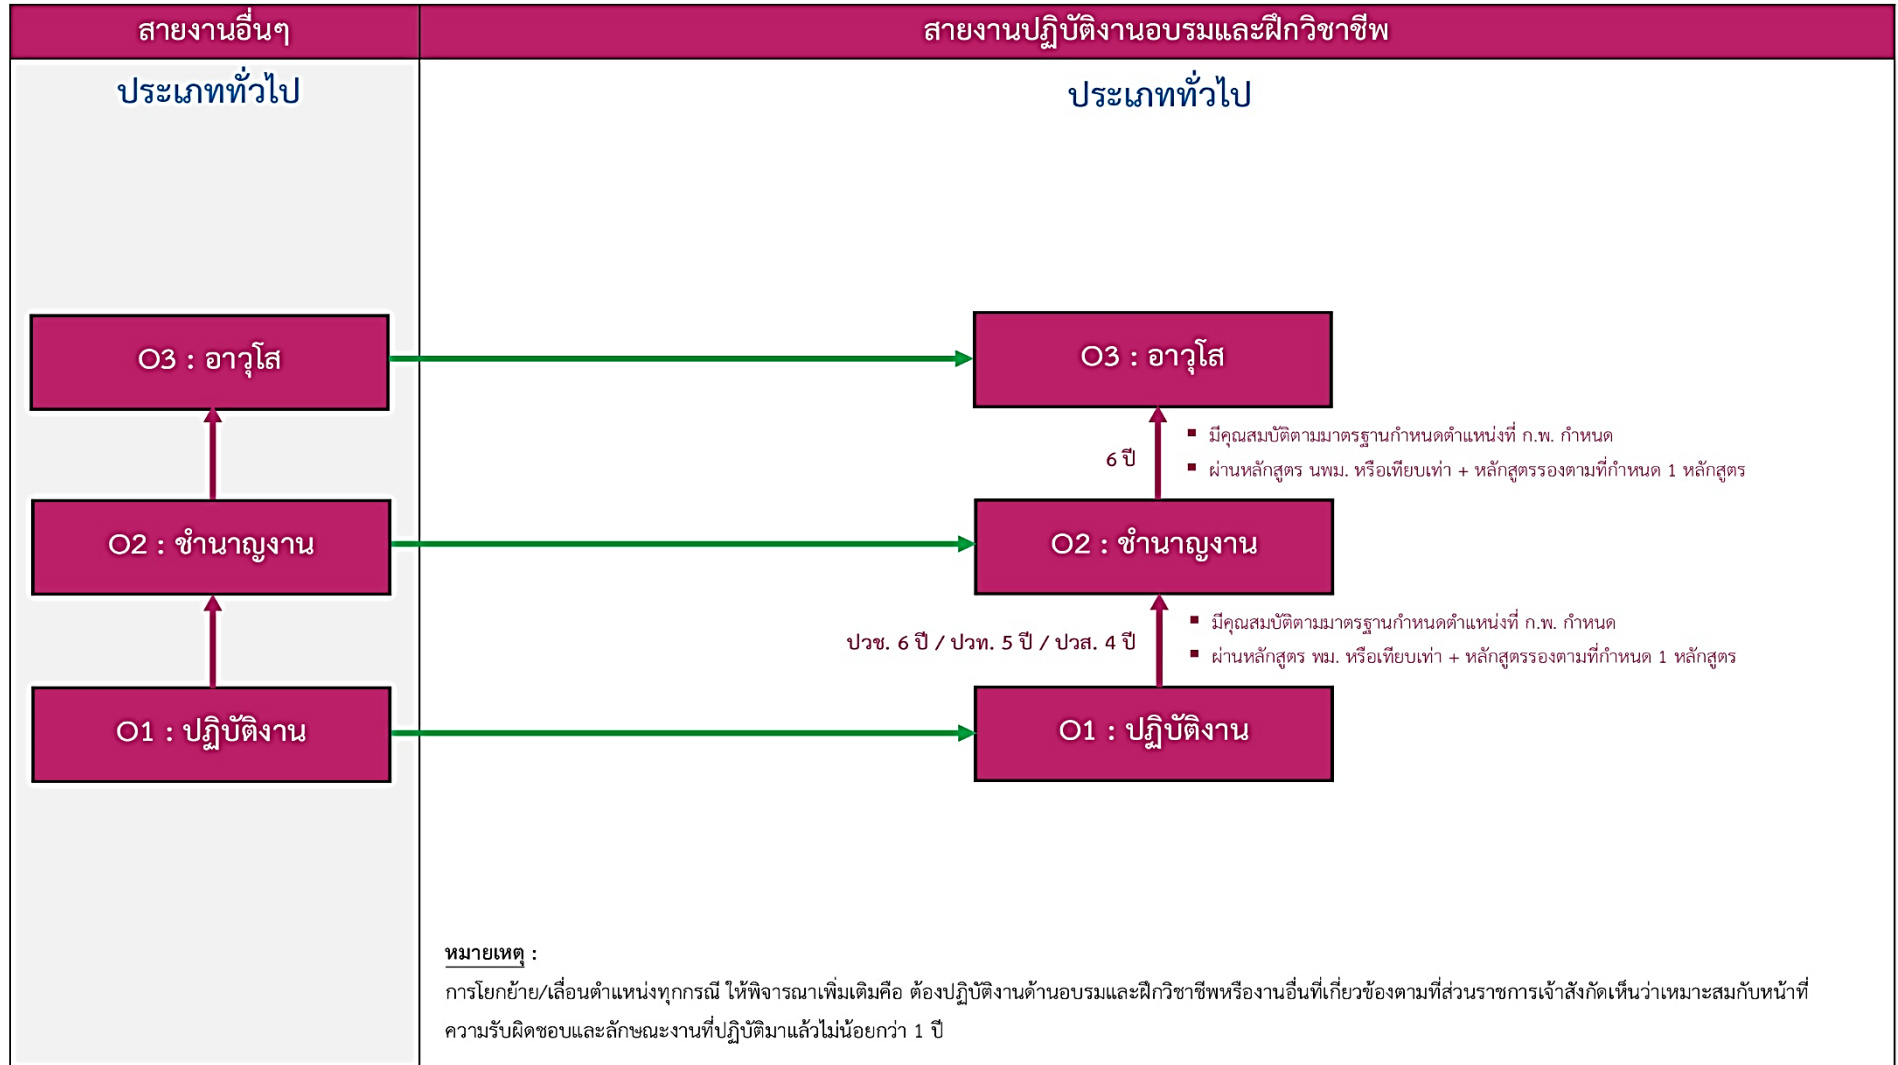 สายงานอื่นๆ
สายงานปฏิบัติงานอบรมและฝึกวิชาชีพ
ประเภททั่วไป
ประเภททั่วไป
O3 : อาวุโส
O3 : อาวุโส
6 ปี
▪ มีคุณสมบัติตามมาตรฐานกำหนดตำแหน่งที่ ก.พ. กำหนด
▪ ผ่านหลักสูตร นพม. หรือเทียบเท่า + หลักสูตรรองตามที่กำหนด 1 หลักสูตร
O2 : ชำนาญงาน
O2 : ชำนาญงาน
ปวช. 6 ปี / ปวท. 5 ปี / ปวส. 4 ปี
▪ มีคุณสมบัติตามมาตรฐานกำหนดตำแหน่งที่ ก.พ. กำหนด
▪ ผ่านหลักสูตร พม. หรือเทียบเท่า + หลักสูตรรองตามที่กำหนด 1 หลักสูตร
O1 : ปฏิบัติงาน
O1 : ปฏิบัติงาน
หมายเหตุ :
การโยกย้าย/เลื่อนตำแหน่งทุกกรณี ให้พิจารณาเพิ่มเติมคือ ต้องปฏิบัติงานด้านอบรมและฝึกวิชาชีพหรืองานอื่นที่เกี่ยวข้องตามที่ส่วนราชการเจ้าสังกัดเห็นว่าเหมาะสมกับหน้าที่
ความรับผิดชอบและลักษณะงานที่ปฏิบัติมาแล้วไม่น้อยกว่า 1 ปี